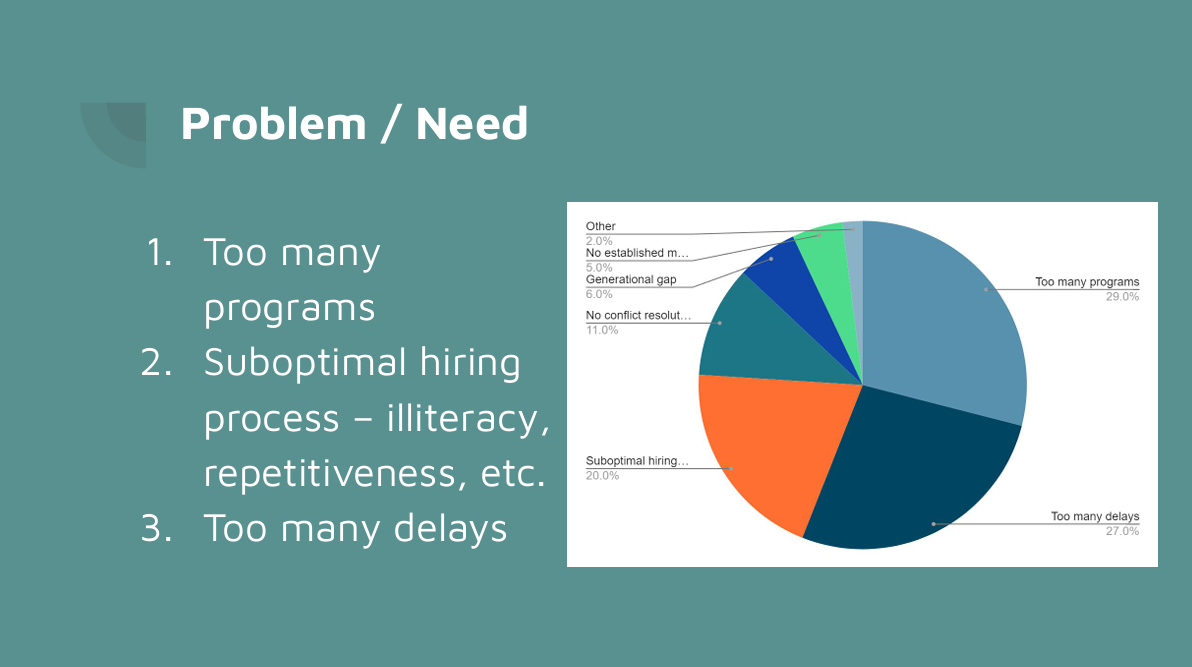 Problem / Need
1. Too many
programs
2. Suboptimal hiring
process – illiteracy,
repetitiveness, etc.
3. Too many delays
Other
2.0%
No established m…
5.0%
Generational gap
6.0%
No conflict resolut…
11.0%
Suboptimal hiring…
20.0%
Too many programs
29.0%
Too many delays
27.0%